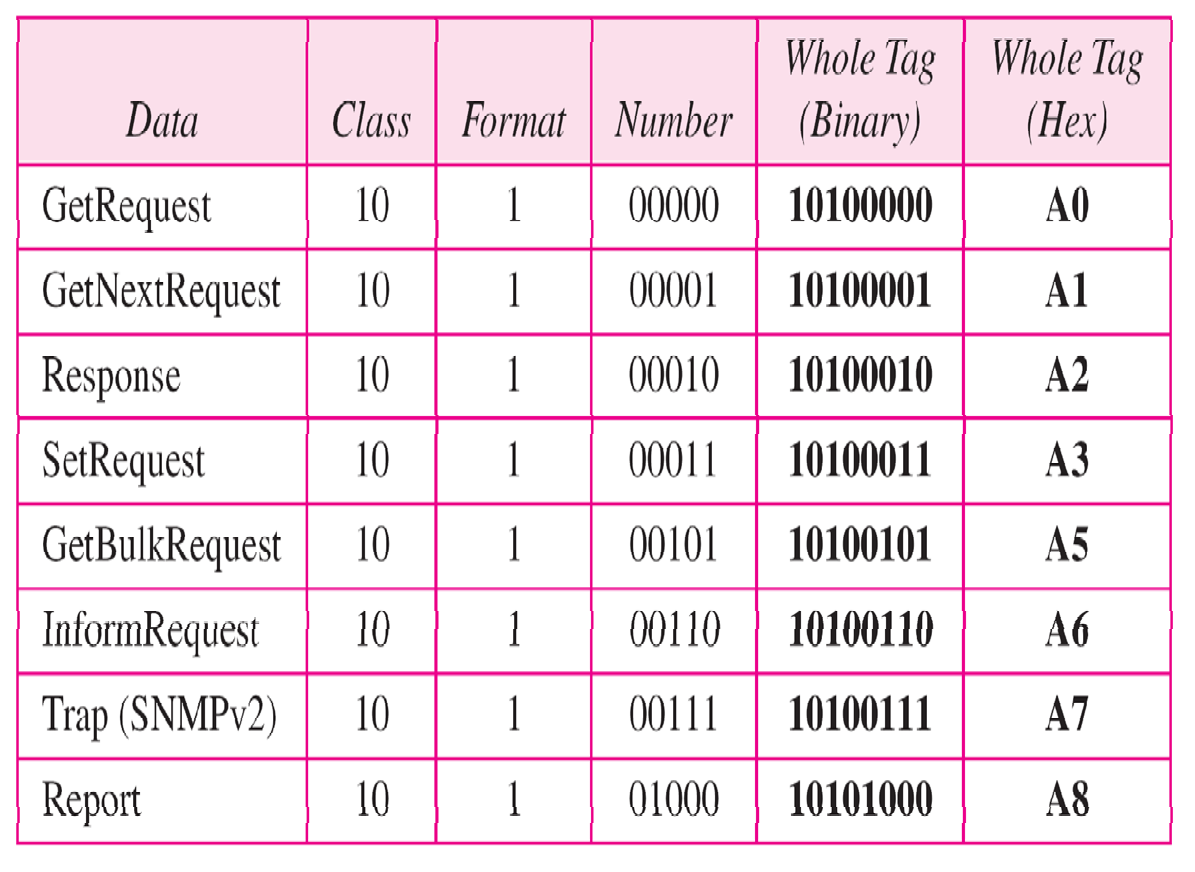 Data Class Format Number Whole Tag (Binary) Whole Tag (Hex)
GetRequest 10 1 00000 10100000 A0
GetNextRequest 10 1 00001 10100001 A1
Response 10 1 00010 10100010 A2
SetRequest 10 1 00011 10100011 A3
GetBulkRequest 10 1 00101 10100101 A5
InformRequest 10 1 00110 10100110 A6
Trap (SNMPv2) 10 1 00111 10100111 A7
Report 10 1 01000 10101000 A8